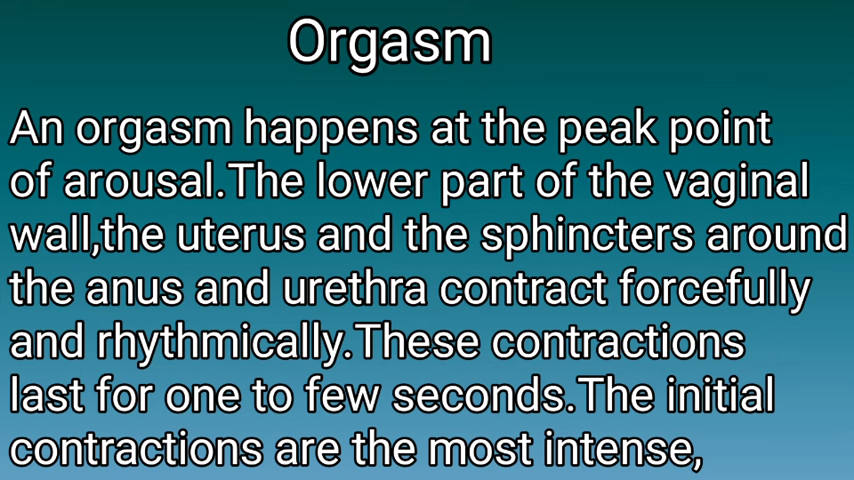 Orgasm
An orgasm happens at the peak point
of arousal.The lower part of the vaginal
wall,the uterus and the sphincters around
the anus and urethra contract forcefully
and rhythmically.These contractions
last for one to few seconds.The initial
contractions are the most intense,